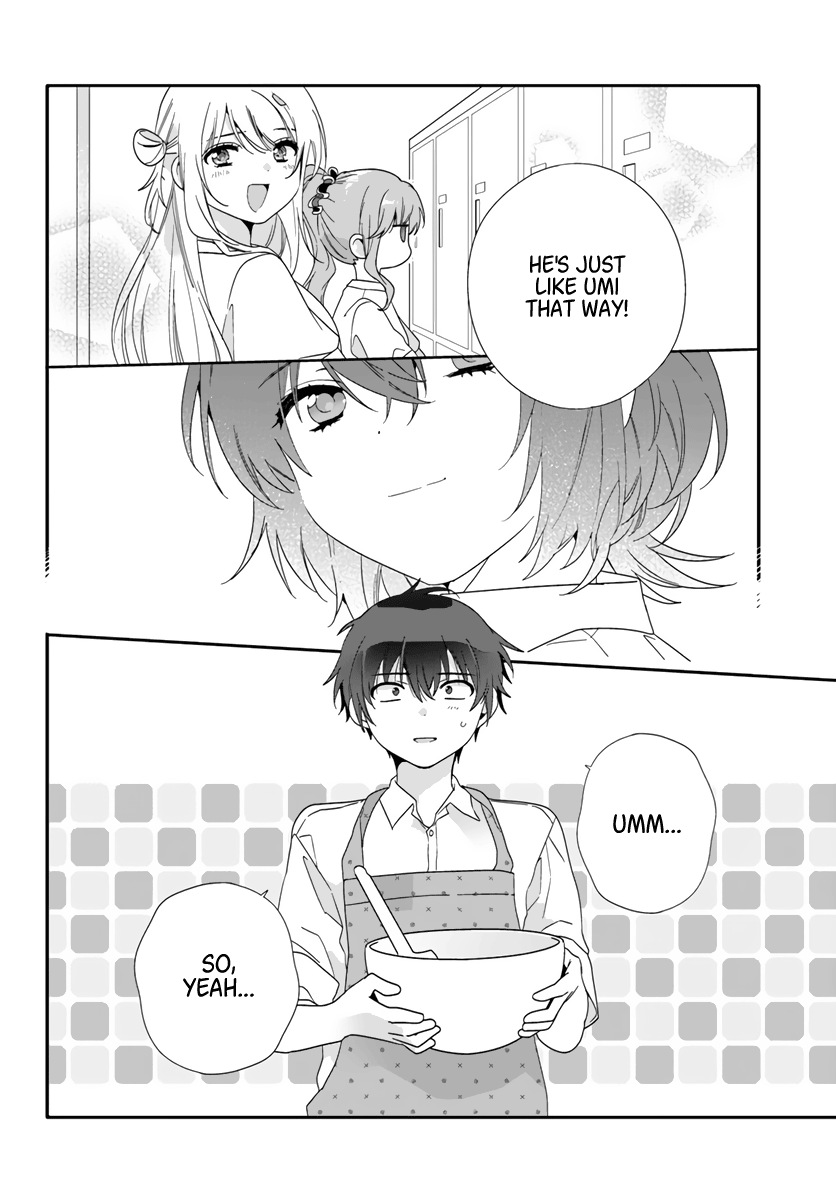 HE'S JUST
LIKE UMI
THAT WAY!
UMM...
SO,
YEAH...